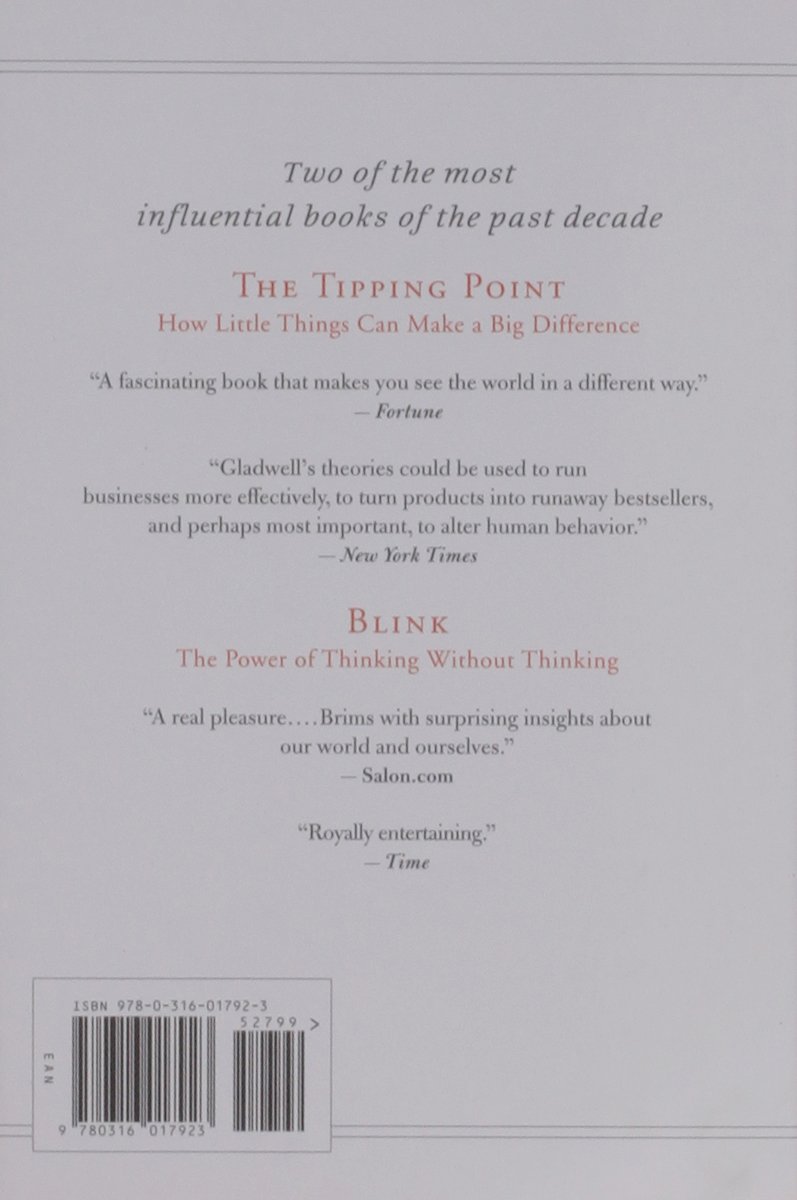 Two of the most
influential books of the past decade
THE TIPPING POINT
How Little Things Can Make a Big Difference
“A fascinating book that makes you see the world in a different way.”
— Fortune
“Gladwell’s theories could be used to run
businesses more effectively, to turn products into runaway bestsellers,
and perhaps most important, to alter human behavior.”
— New York Times
BLINK
The Power of Thinking Without Thinking
“A real pleasure....Brims with surprising insights about
our world and ourselves.”
— Salon.com
“Royally entertaining.”
— Time
ISBN 978-0-316-01792-3
52799 >
EAN
9 780316 017923